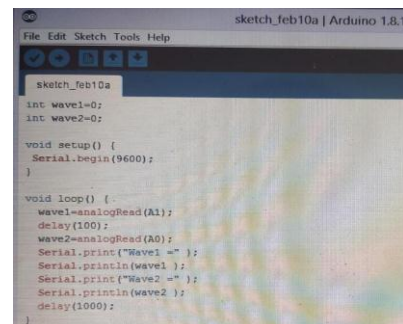 sketch_feb10a | Arduino 1.8.1
File Edit Sketch Tools Help
sketch_feb10a
int wave1=0;
int wave2=0;
void setup() {
Serial.begin(9600);
}
void loop() {
wave1=analogRead(A1);
delay(100);
wave2=analogRead(A0);
Serial.print("Wave1 =" );
Serial.println(wave1 );
Serial.print("Wave2 =" );
Serial.println(wave2 );
delay(1000);
}